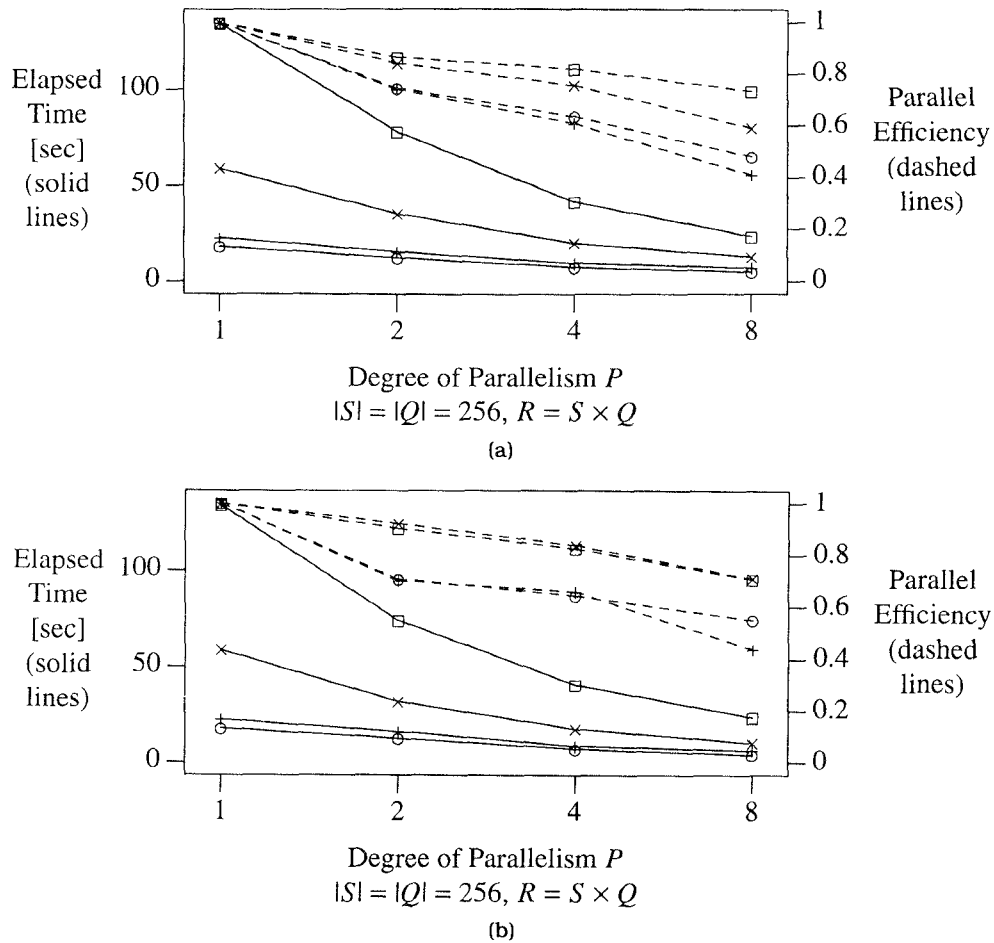 Elapsed
Time
[sec]
(solid
lines)
100
50
0
1
0.8
0.6
0.4
0.2
0
Parallel
Efficiency
(dashed
lines)
1
2
4
8
Degree of Parallelism P
|S| = |Q| = 256, R = S × Q
(a)
Elapsed
Time
[sec]
(solid
lines)
100
50
0
1
0.8
0.6
0.4
0.2
0
Parallel
Efficiency
(dashed
lines)
1
2
4
8
Degree of Parallelism P
|S| = |Q| = 256, R = S × Q
(b)